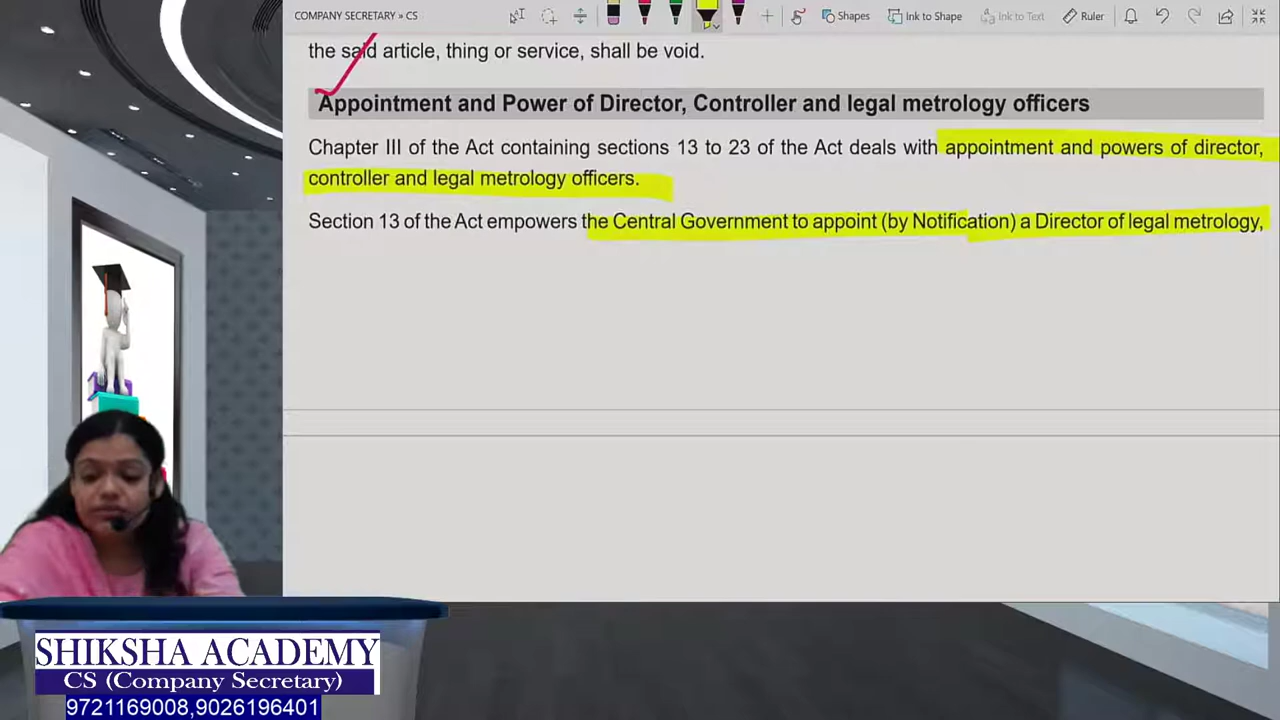 COMPANY SECRETARY » CS
Shapes
Ink to Shape
Ink to Text
Ruler
the said article, thing or service, shall be void.
Appointment and Power of Director, Controller and legal metrology officers
Chapter III of the Act containing sections 13 to 23 of the Act deals with appointment and powers of director,
controller and legal metrology officers.
Section 13 of the Act empowers the Central Government to appoint (by Notification) a Director of legal metrology,
SHIKSHA ACADEMY
CS (Company Secretary)
9721169008,9026196401